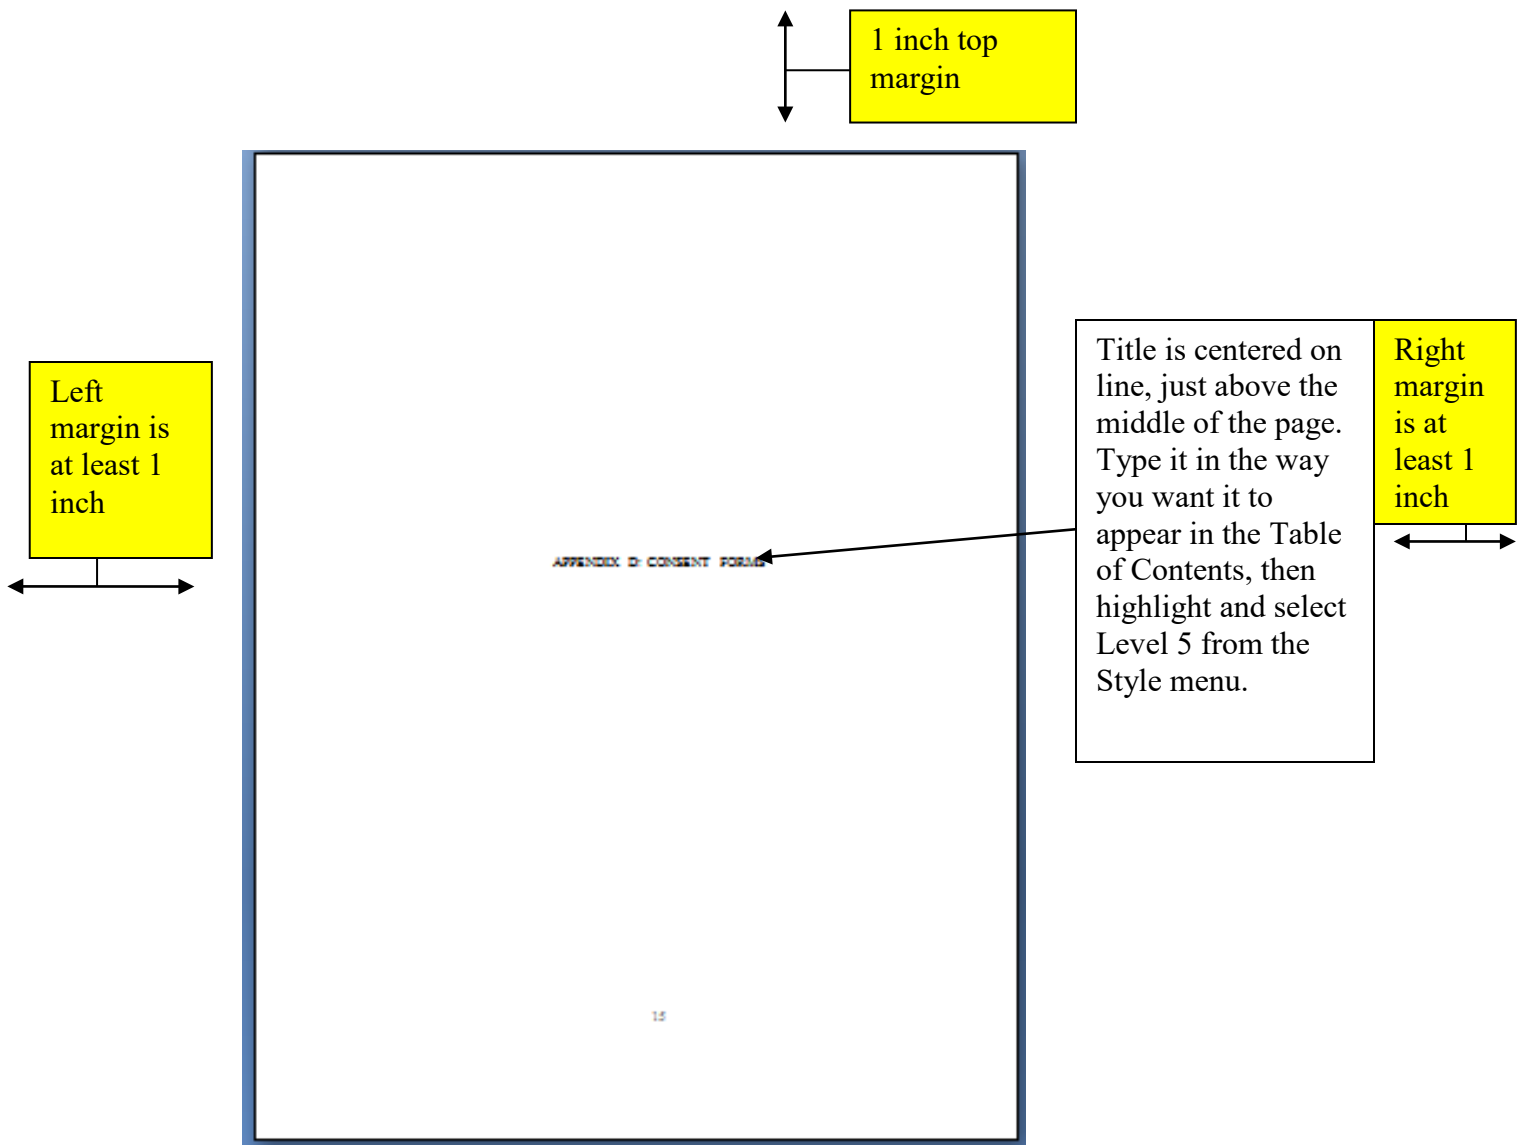 1 inch top
margin
Left
margin is
at least 1
inch
Title is centered on
line, just above the
middle of the page.
Type it in the way
you want it to
appear in the Table
of Contents, then
highlight and select
Level 5 from the
Style menu.
Right
margin
is at
least 1
inch
APPENDIX D: CONSENT FORMS
15